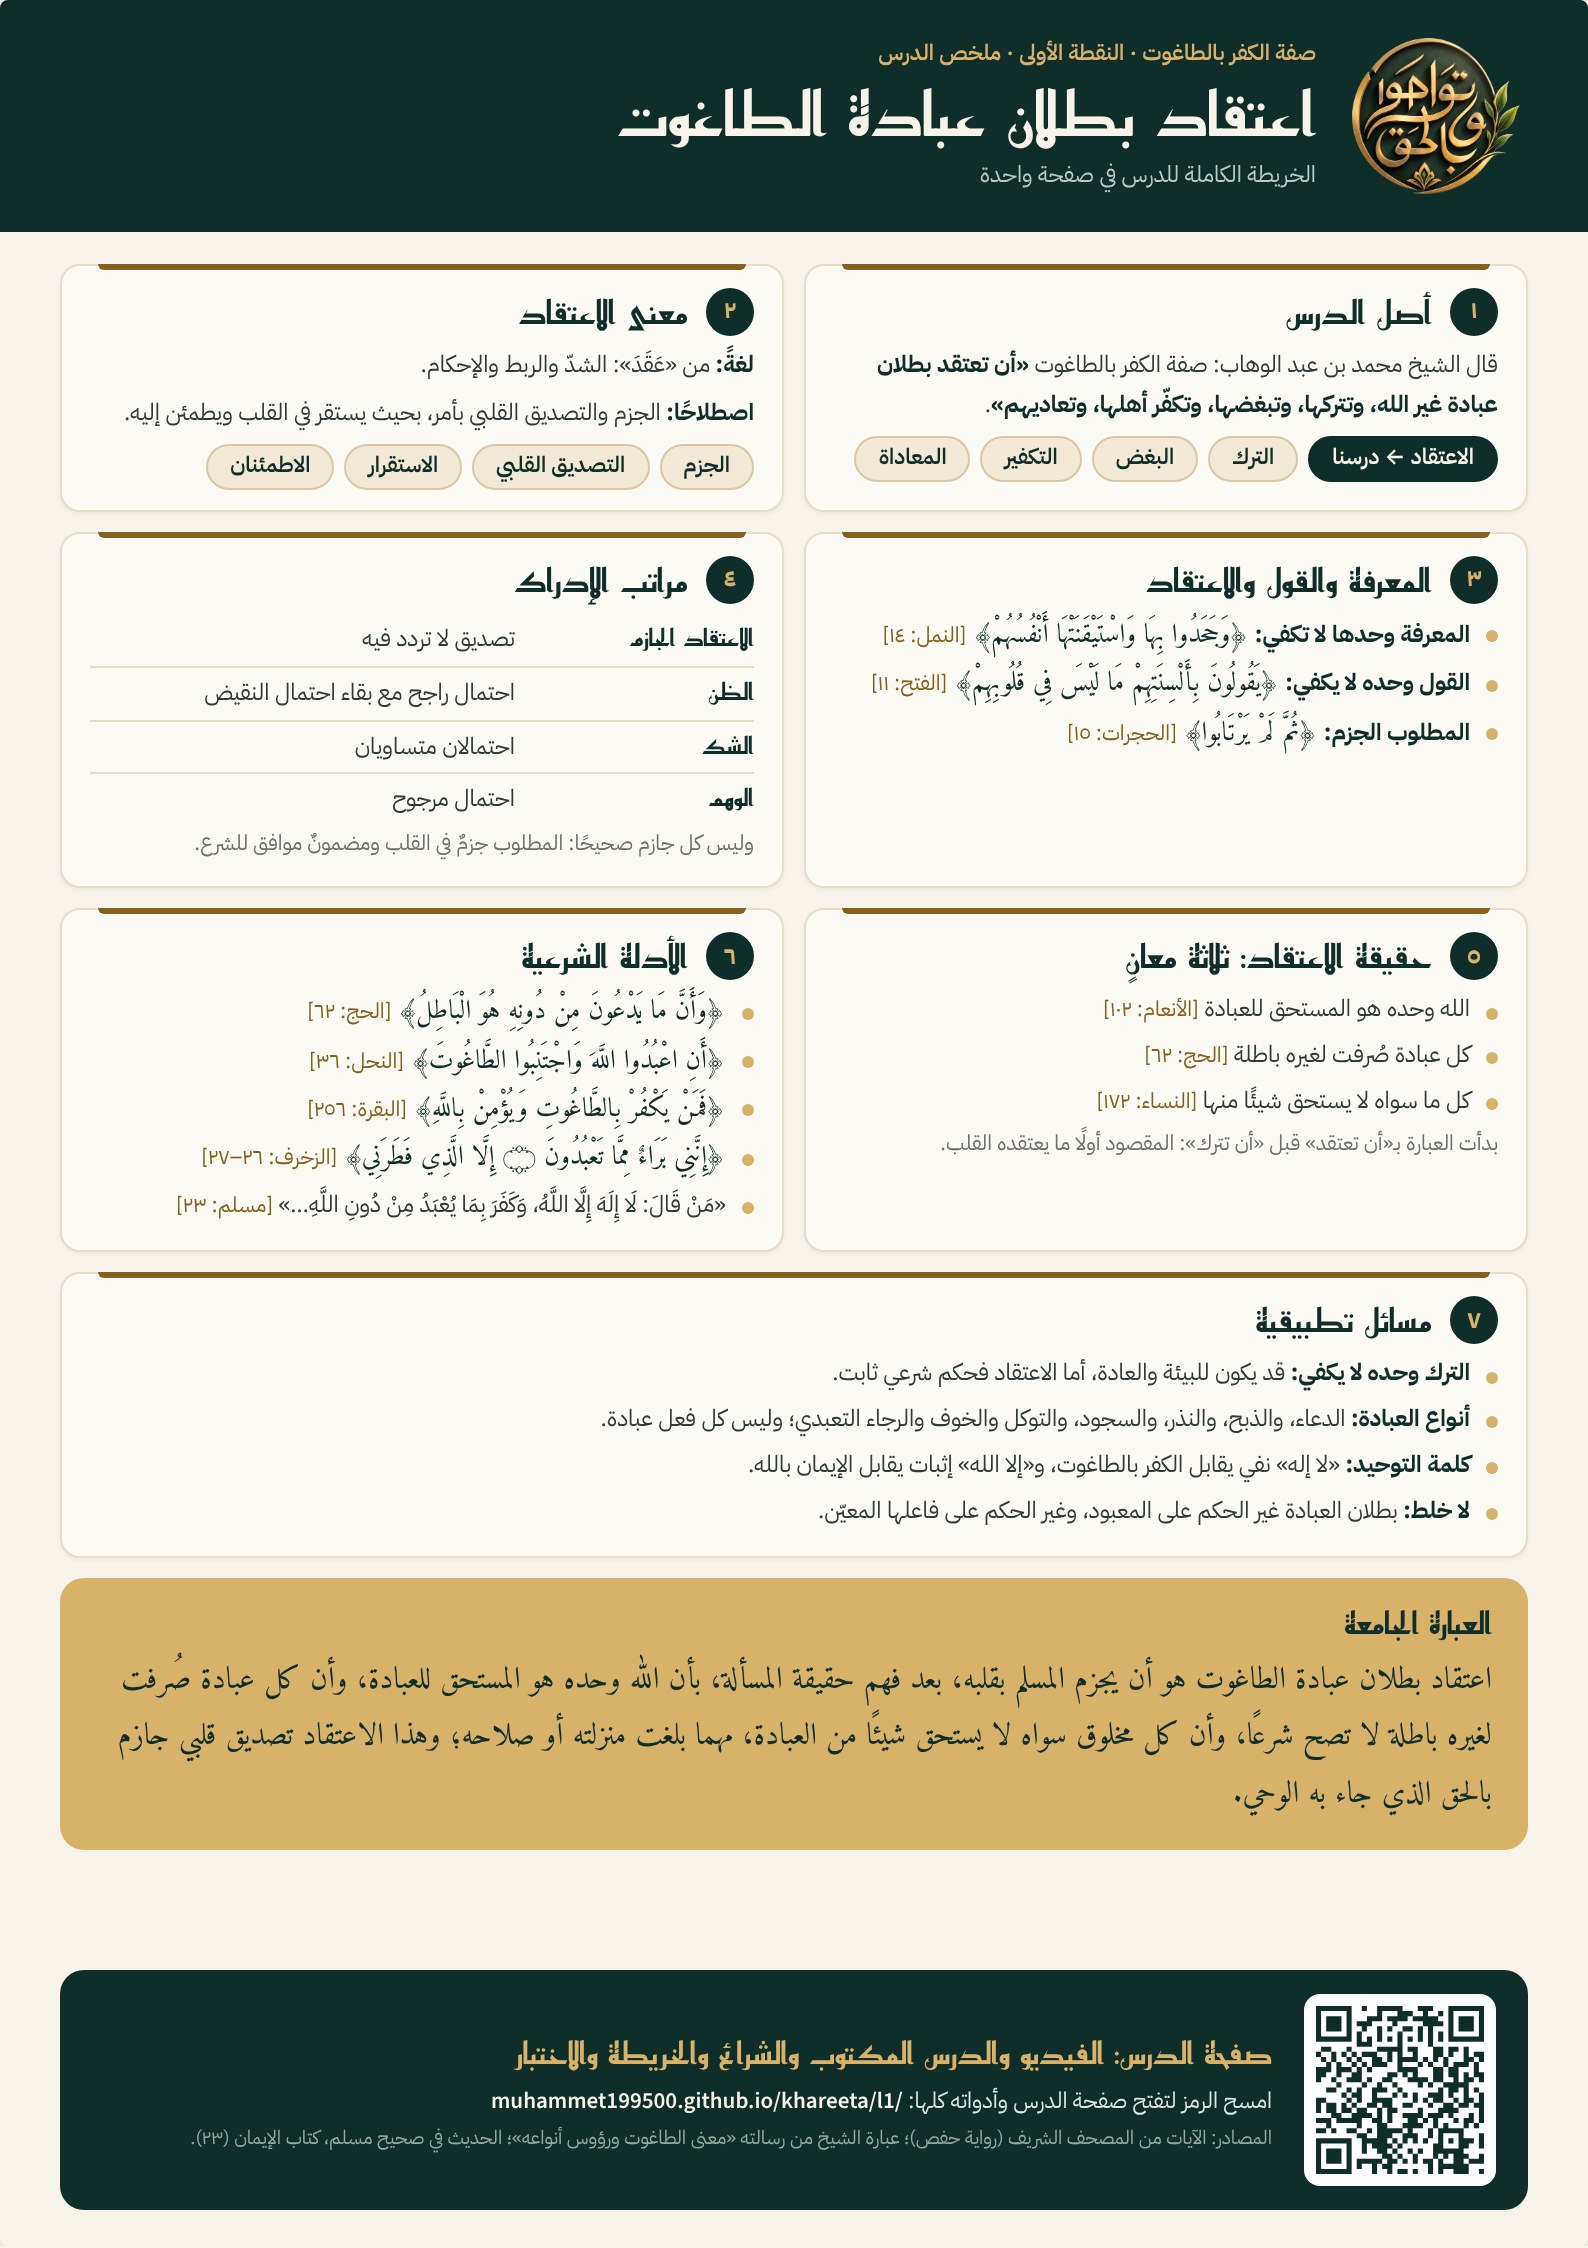 تواصوا بالحق
صفة الكفر بالطاغوت · النقطة الأولى · ملخص الدرس
اعتقاد بطلان عبادة الطاغوت
الخريطة الكاملة للدرس في صفحة واحدة
١ أصل الدرس
قال الشيخ محمد بن عبد الوهاب: صفة الكفر بالطاغوت «أن تعتقد بطلان
عبادة غير الله، وتتركها، وتبغضها، وتكفّر أهلها، وتعاديهم».
الاعتقاد ← درسنا
الترك
البغض
التكفير
المعاداة
٢ معنى الاعتقاد
لغةً: من «عَقَدَ»: الشدّ والربط والإحكام.
اصطلاحًا: الجزم والتصديق القلبي بأمر، بحيث يستقر في القلب ويطمئن إليه.
الجزم
التصديق القلبي
الاستقرار
الاطمئنان
٣ المعرفة والقول والاعتقاد
المعرفة وحدها لا تكفي: ﴿وَجَحَدُوا بِهَا وَاسْتَيْقَنَتْهَا أَنْفُسُهُمْ﴾ [النمل: ١٤]
القول وحده لا يكفي: ﴿يَقُولُونَ بِأَلْسِنَتِهِمْ مَا لَيْسَ فِي قُلُوبِهِمْ﴾ [الفتح: ١١]
المطلوب الجزم: ﴿ثُمَّ لَمْ يَرْتَابُوا﴾ [الحجرات: ١٥]
٤ مراتب الإدراك
الاعتقاد الجازم تصديق لا تردد فيه
الظن احتمال راجح مع بقاء احتمال النقيض
الشك احتمالان متساويان
الوهم احتمال مرجوح
وليس كل جازم صحيحًا: المطلوب جزمٌ في القلب ومضمونٌ موافق للشرع.
٥ حقيقة الاعتقاد: ثلاثة معانٍ
الله وحده هو المستحق للعبادة [الأنعام: ١٠٢]
كل عبادة صُرفت لغيره باطلة [الحج: ٦٢]
كل ما سواه لا يستحق شيئًا منها [النساء: ١٧٢]
بدأت العبارة بـ«أن تعتقد» قبل «أن تترك»: المقصود أولًا ما يعتقده القلب.
٦ الأدلة الشرعية
﴿وَأَنَّ مَا يَدْعُونَ مِنْ دُونِهِ هُوَ الْبَاطِلُ﴾ [الحج: ٦٢]
﴿أَنِ اعْبُدُوا اللَّهَ وَاجْتَنِبُوا الطَّاغُوتَ﴾ [النحل: ٣٦]
﴿فَمَنْ يَكْفُرْ بِالطَّاغُوتِ وَيُؤْمِنْ بِاللَّهِ﴾ [البقرة: ٢٥٦]
﴿إِنَّنِي بَرَاءٌ مِمَّا تَعْبُدُونَ ۝ إِلَّا الَّذِي فَطَرَنِي﴾ [الزخرف: ٢٦–٢٧]
«مَنْ قَالَ: لَا إِلَهَ إِلَّا اللَّهُ، وَكَفَرَ بِمَا يُعْبَدُ مِنْ دُونِ اللَّهِ...» [مسلم: ٢٣]
٧ مسائل تطبيقية
الترك وحده لا يكفي: قد يكون للبيئة والعادة، أما الاعتقاد فحكم شرعي ثابت.
أنواع العبادة: الدعاء، والذبح، والنذر، والسجود، والتوكل والخوف والرجاء التعبدي؛ وليس كل فعل عبادة.
كلمة التوحيد: «لا إله» نفي يقابل الكفر بالطاغوت، و«إلا الله» إثبات يقابل الإيمان بالله.
لا خلط: بطلان العبادة غير الحكم على المعبود، وغير الحكم على فاعلها المعيّن.
العبارة الجامعة
اعتقاد بطلان عبادة الطاغوت هو أن يجزم المسلم بقلبه، بعد فهم حقيقة المسألة، بأن الله وحده هو المستحق للعبادة، وأن كل عبادة صُرفت
لغيره باطلة لا تصح شرعًا، وأن كل مخلوق سواه لا يستحق شيئًا من العبادة، مهما بلغت منزلته أو صلاحه؛ وهذا الاعتقاد تصديق قلبي جازم
بالحق الذي جاء به الوحي.
صفحة الدرس: الفيديو والدرس المكتوب والشرائح والخريطة والاختبار
امسح الرمز لتفتح صفحة الدرس وأدواته كلها: muhammet199500.github.io/khareeta/l1/
المصادر: الآيات من المصحف الشريف (رواية حفص)؛ عبارة الشيخ من رسالته «معنى الطاغوت ورؤوس أنواعه»؛ الحديث في صحيح مسلم، كتاب الإيمان (٢٣).